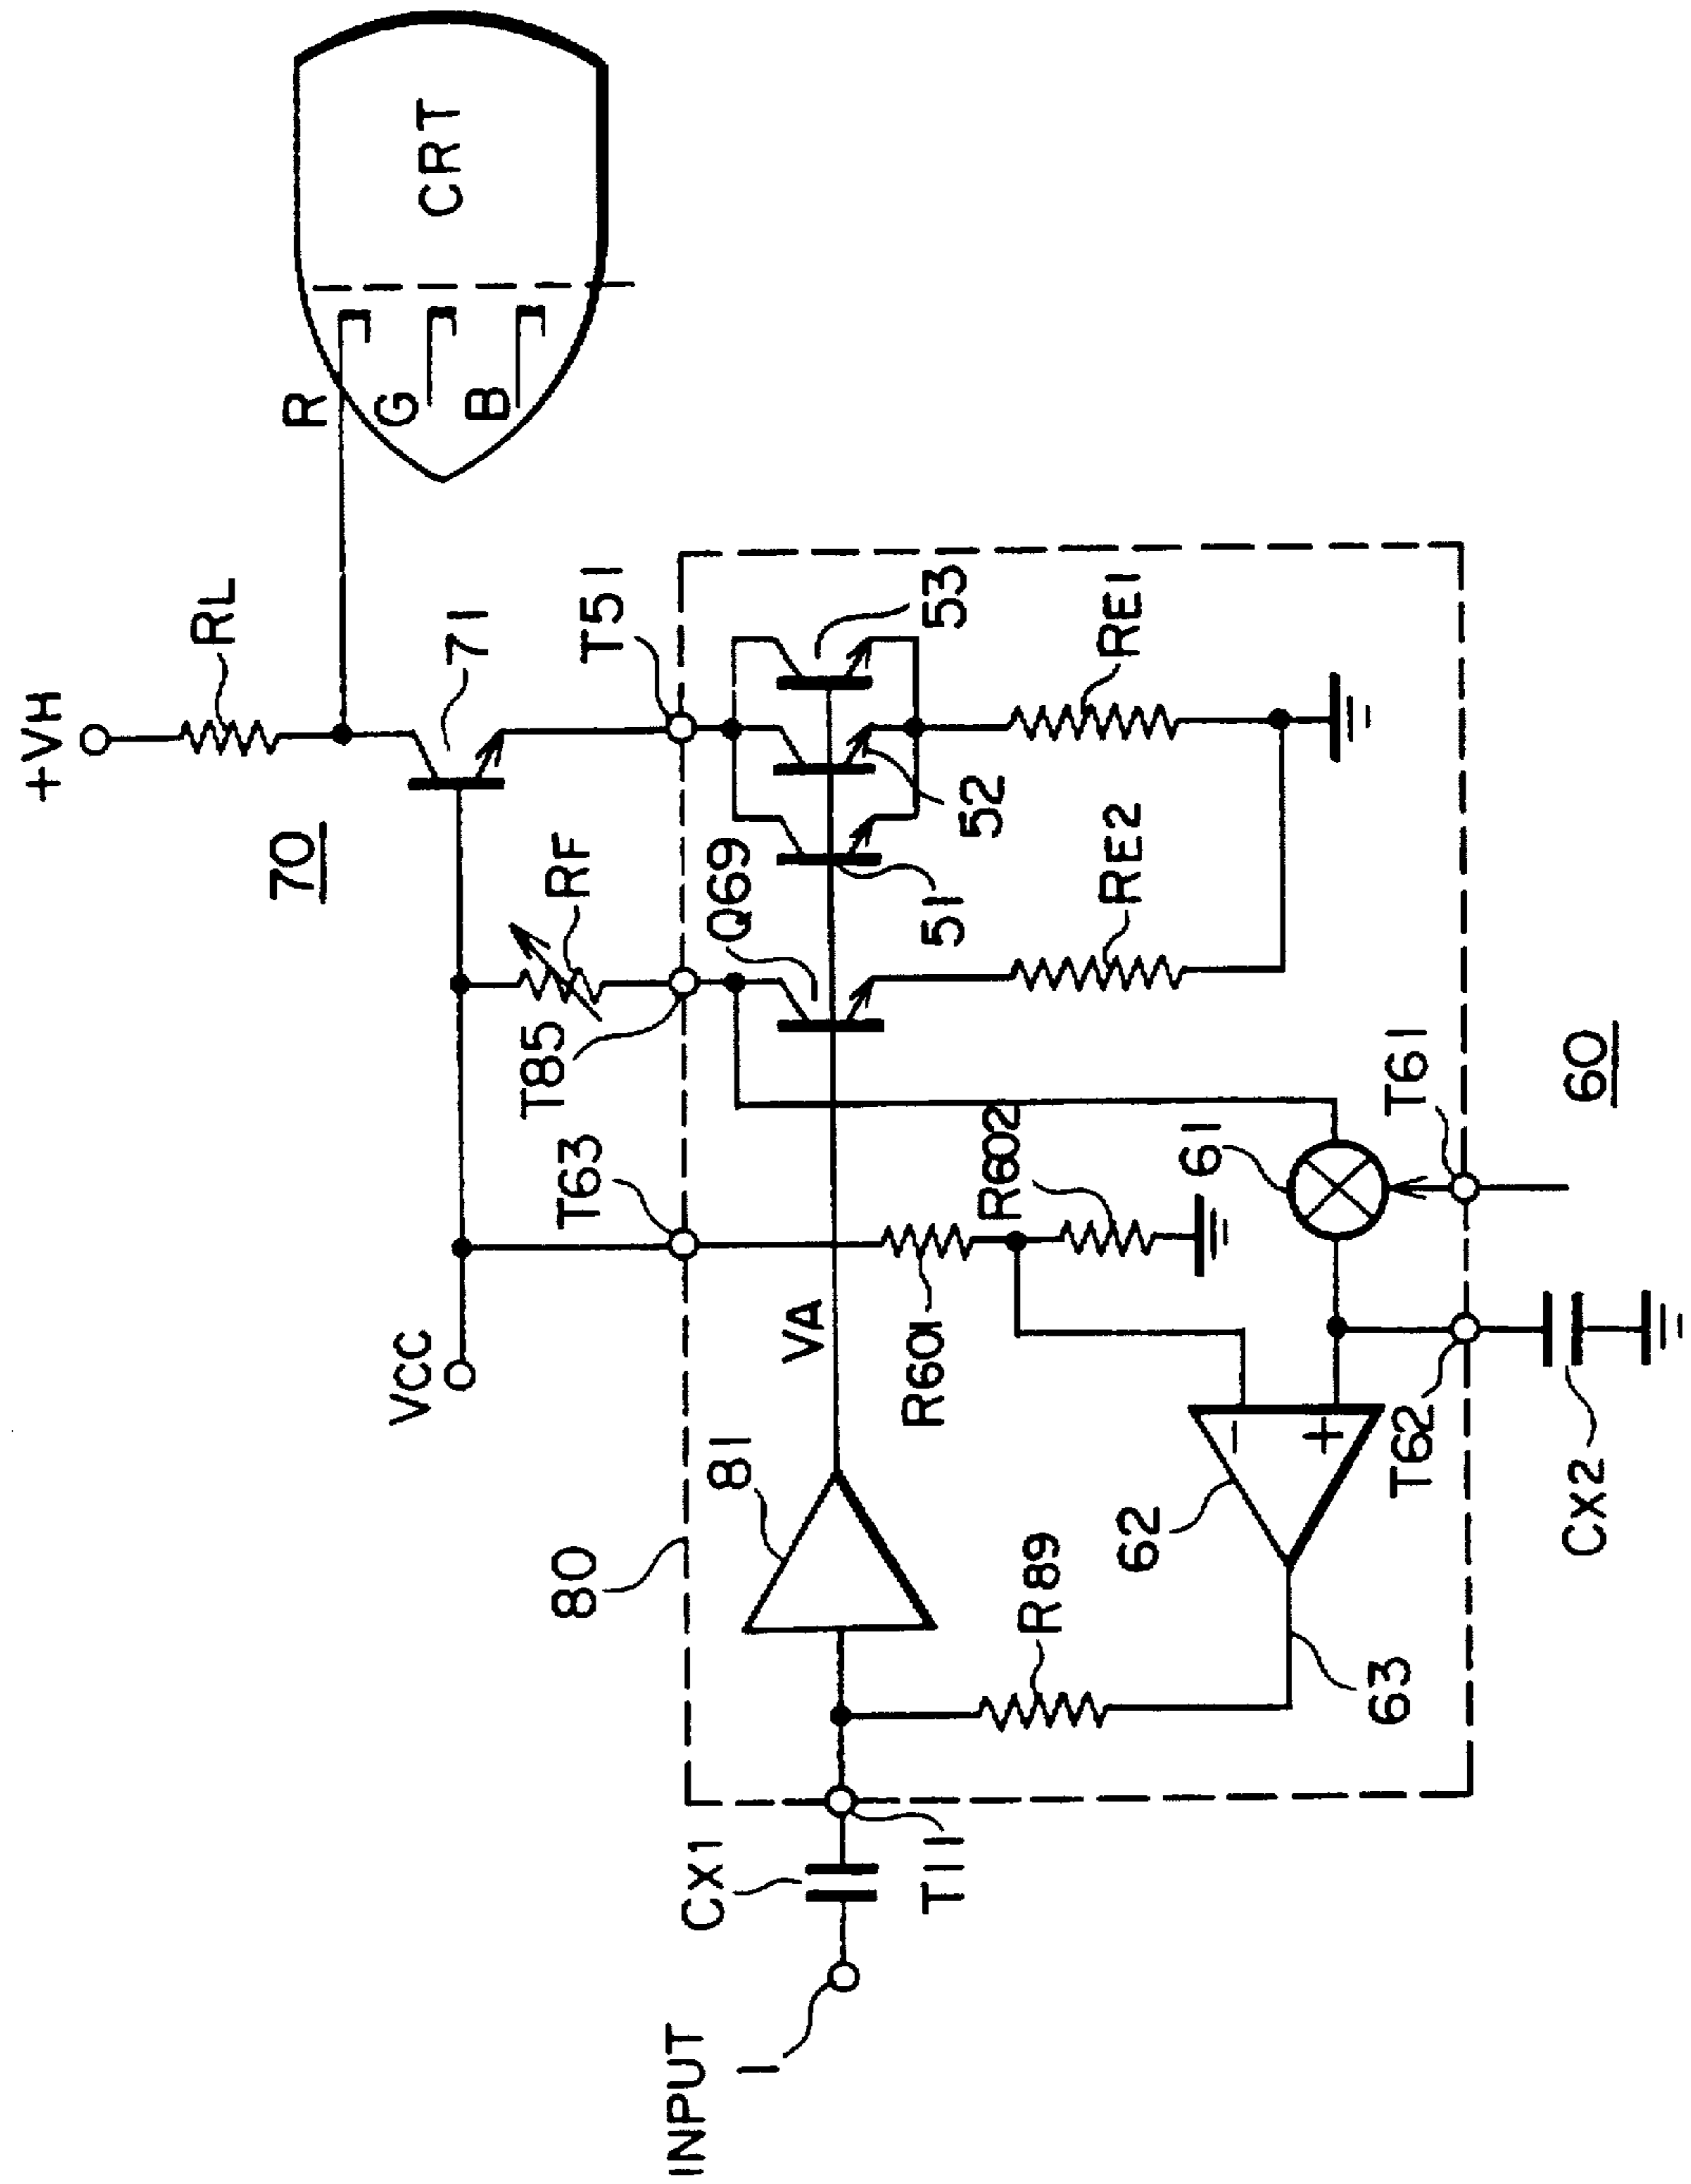 +VH
RL
CRT
R
G
B
70
71
VCC
RF
T63
T85
T51
80
81
VA
Q69
51
52
53
INPUT
1
CX1
T11
R89
R601
R602
RE2
RE1
62
−
+
63
61
T62
T61
CX2
60